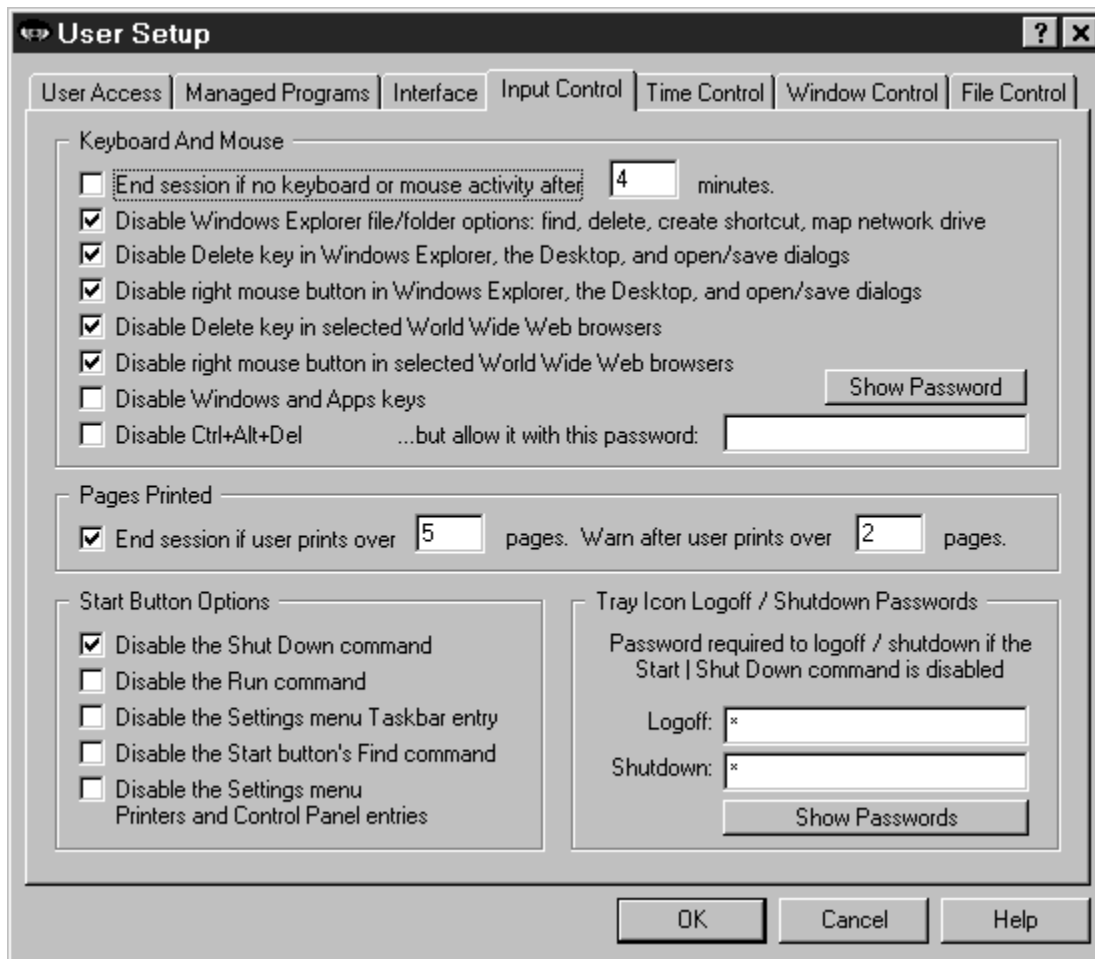 User Setup
User Access Managed Programs Interface Input Control Time Control Window Control File Control
Keyboard And Mouse
End session if no keyboard or mouse activity after 4 minutes.
Disable Windows Explorer file/folder options: find, delete, create shortcut, map network drive
Disable Delete key in Windows Explorer, the Desktop, and open/save dialogs
Disable right mouse button in Windows Explorer, the Desktop, and open/save dialogs
Disable Delete key in selected World Wide Web browsers
Disable right mouse button in selected World Wide Web browsers
Show Password
Disable Windows and Apps keys
Disable Ctrl+Alt+Del ...but allow it with this password:
Pages Printed
End session if user prints over 5 pages. Warn after user prints over 2 pages.
Start Button Options
Disable the Shut Down command
Disable the Run command
Disable the Settings menu Taskbar entry
Disable the Start button's Find command
Disable the Settings menu
Printers and Control Panel entries
Tray Icon Logoff / Shutdown Passwords
Password required to logoff / shutdown if the
Start | Shut Down command is disabled
Logoff: *
Shutdown: *
Show Passwords
OK Cancel Help